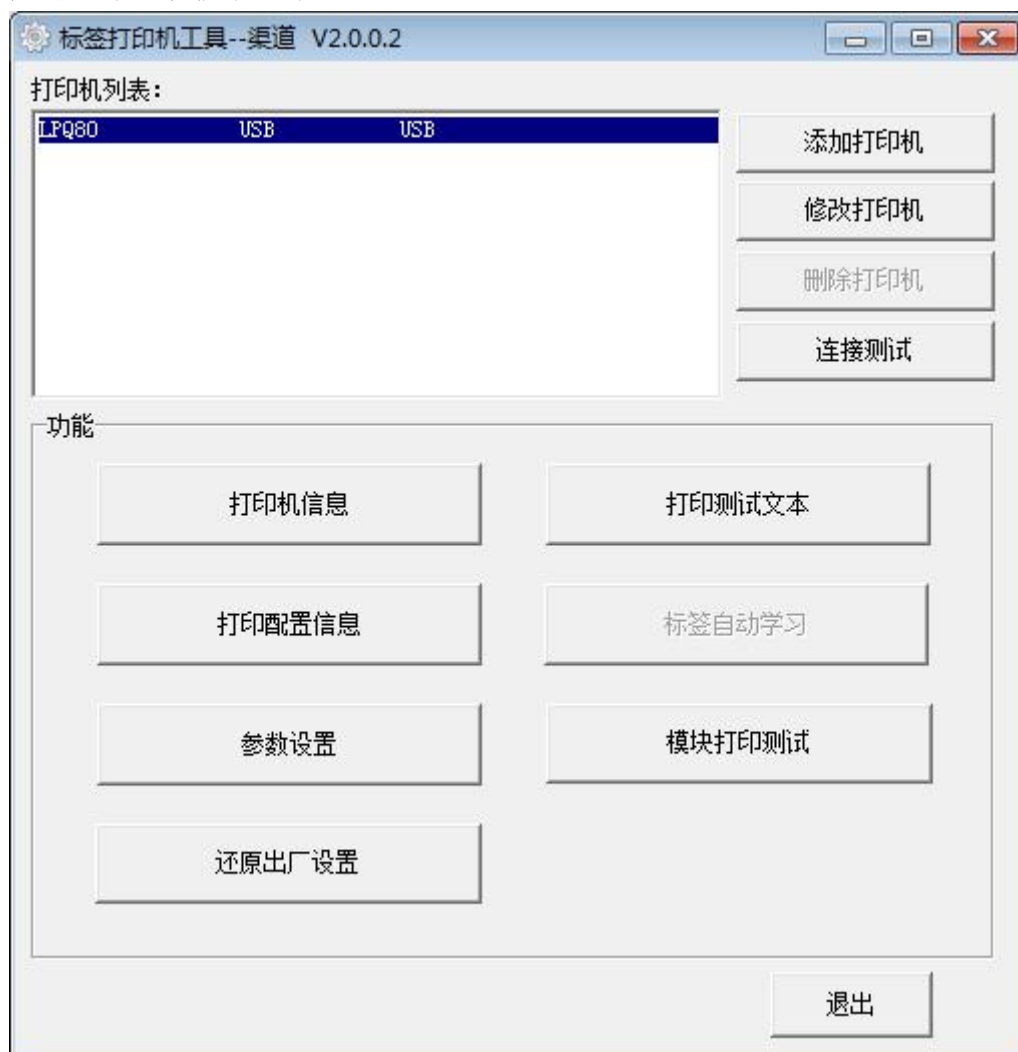 标签打印机工具--渠道 V2.0.0.2
打印机列表：
LPQ80 USB USB
添加打印机
修改打印机
删除打印机
连接测试
功能
打印机信息
打印测试文本
打印配置信息
标签自动学习
参数设置
模块打印测试
还原出厂设置
退出